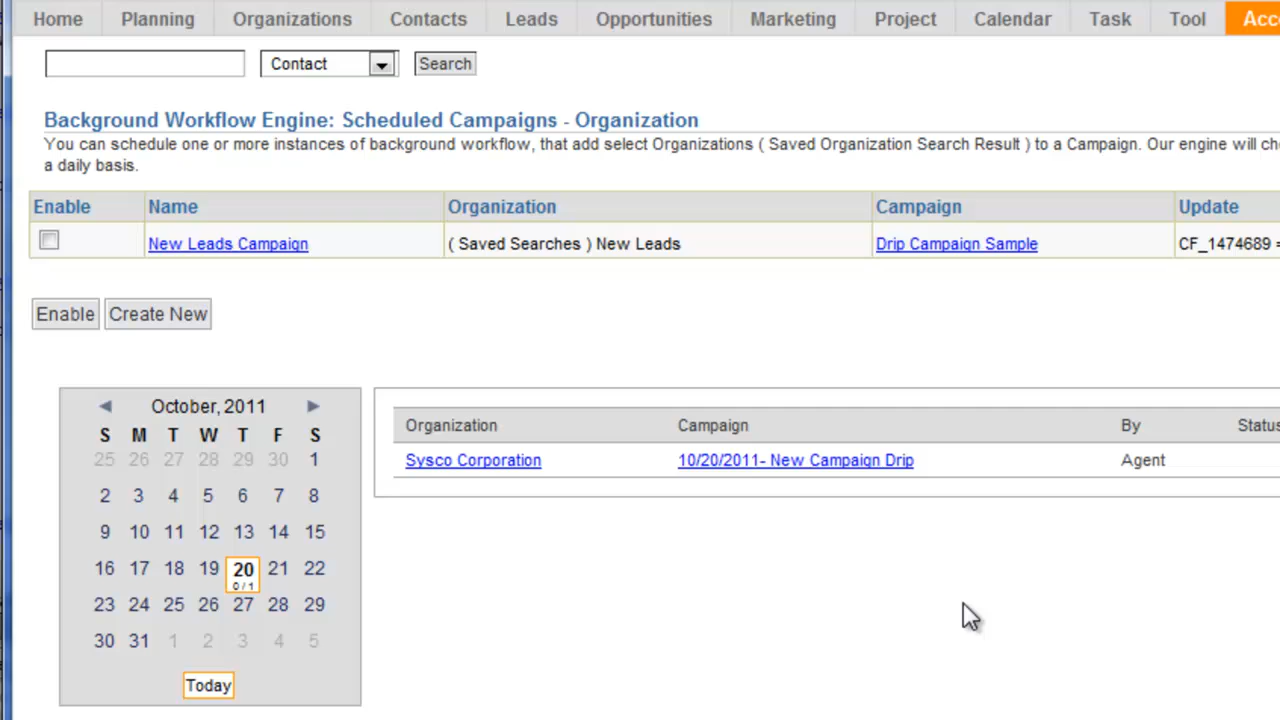 Home Planning Organizations Contacts Leads Opportunities Marketing Project Calendar Task Tool
Contact Search
Background Workflow Engine: Scheduled Campaigns - Organization
You can schedule one or more instances of background workflow, that add select Organizations ( Saved Organization Search Result ) to a Campaign. Our engine will
a daily basis.
Enable Name Organization Campaign Update
New Leads Campaign ( Saved Searches ) New Leads Drip Campaign Sample CF_1474689 =
Enable Create New
October, 2011
S M T W T F S
25 26 27 28 29 30 1
2 3 4 5 6 7 8
9 10 11 12 13 14 15
16 17 18 19 20 21 22
0 / 1
23 24 25 26 27 28 29
30 31 1 2 3 4 5
Today
Organization Campaign By Status
Sysco Corporation 10/20/2011- New Campaign Drip Agent